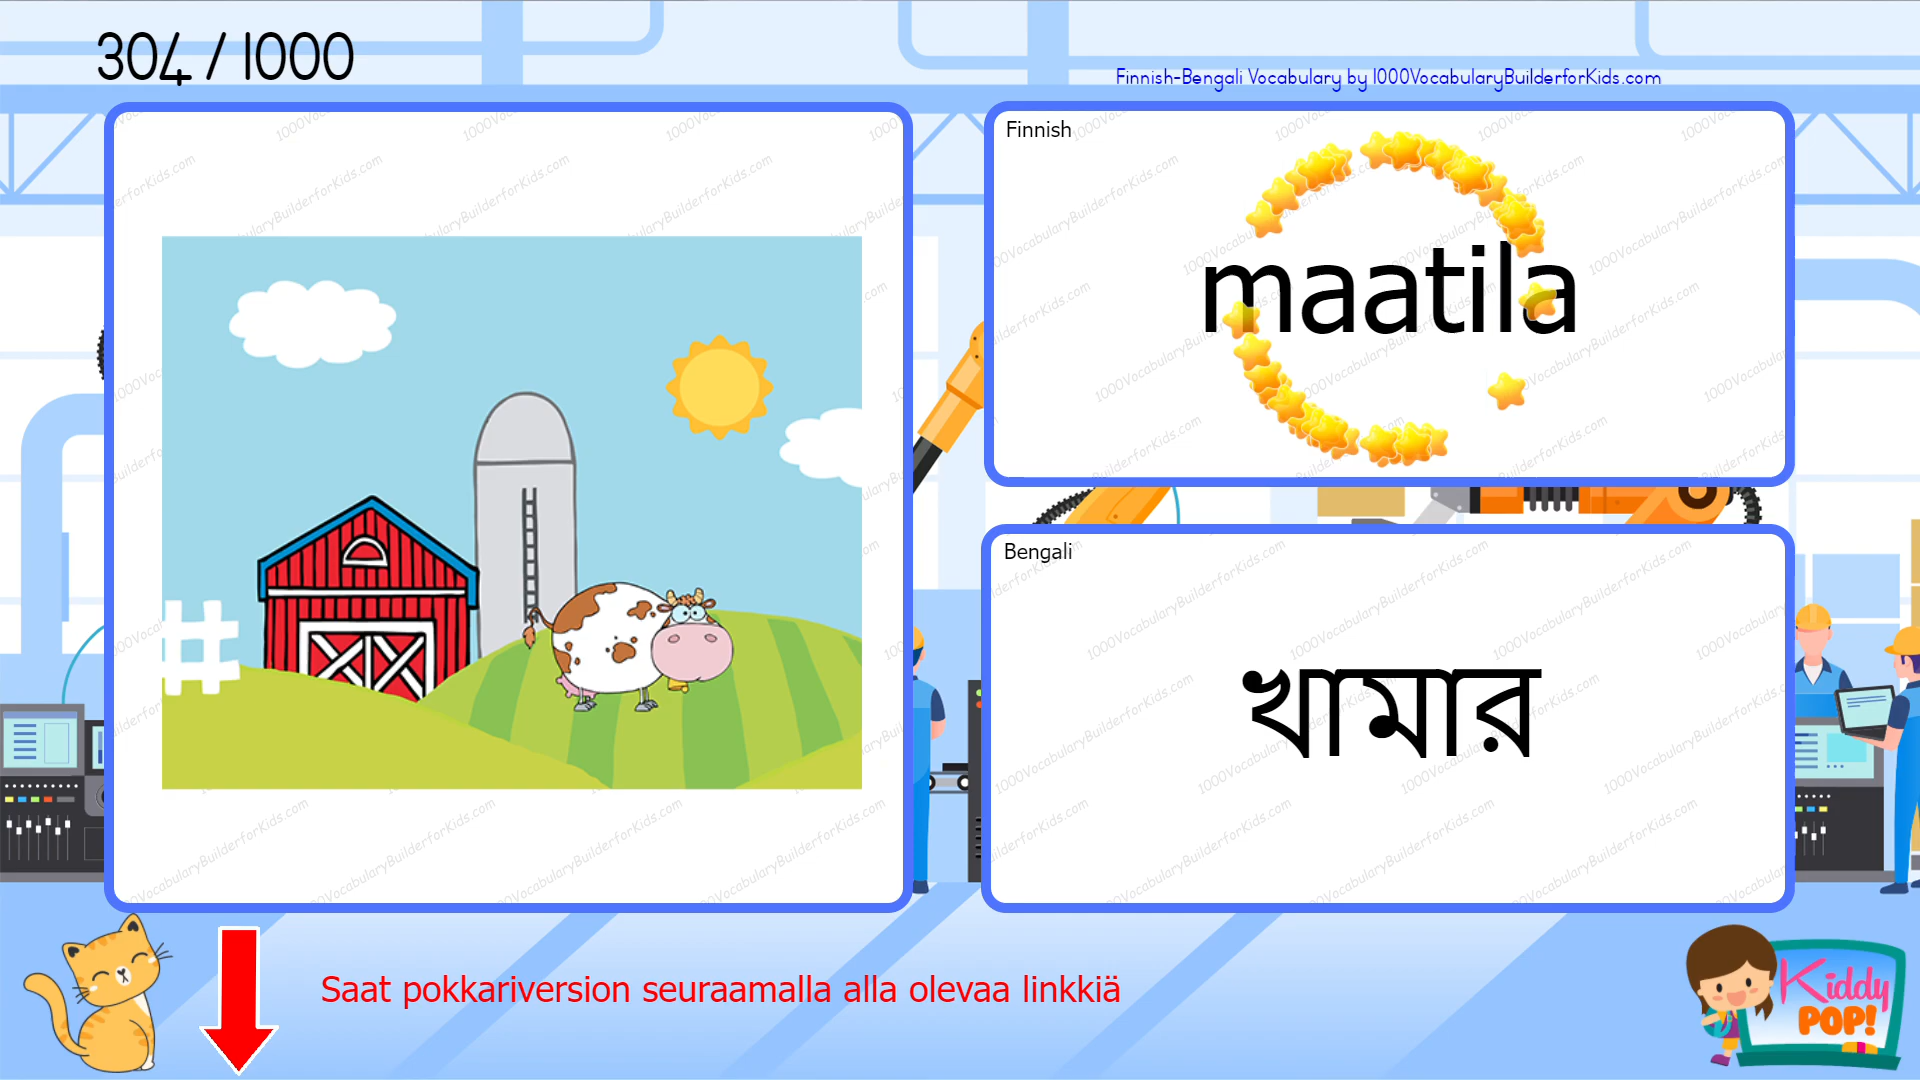 304 / 1000
Finnish-Bengali Vocabulary by 1000VocabularyBuilderforKids.com
Finnish
maatila
Bengali
খামার
Saat pokkariversion seuraamalla alla olevaa linkkiä
Kiddy
POP!